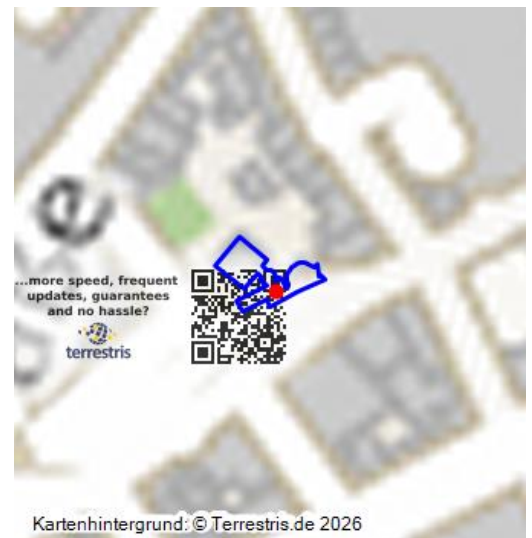 e
...more speed, frequent
updates, guarantees
and no hassle?
terrestris
Kartenhintergrund: © Terrestris.de 2026